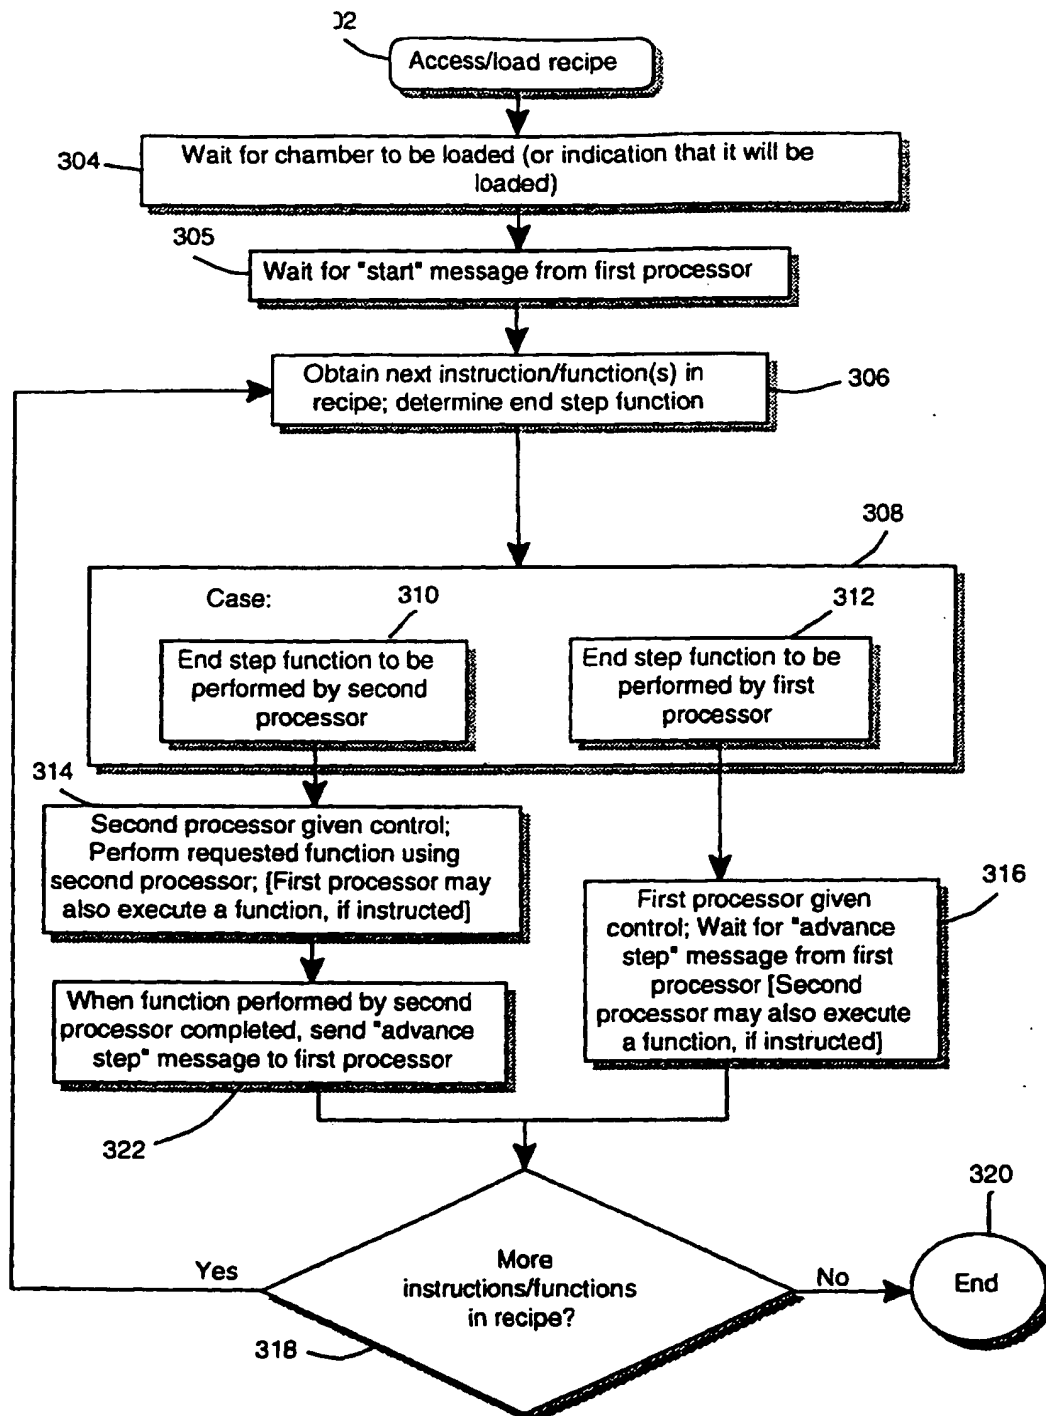 02
Access/load recipe
304
Wait for chamber to be loaded (or indication that it will be
loaded)
305
Wait for "start" message from first processor
Obtain next instruction/function(s) in
recipe; determine end step function
306
308
Case:
310
312
End step function to be
performed by second
processor
End step function to be
performed by first
processor
314
Second processor given control;
Perform requested function using
second processor; [First processor may
also execute a function, if instructed]
316
First processor given
control; Wait for "advance
step" message from first
processor [Second
processor may also execute
a function, if instructed]
When function performed by second
processor completed, send "advance
step" message to first processor
322
320
Yes
More
instructions/functions
in recipe?
No
End
318